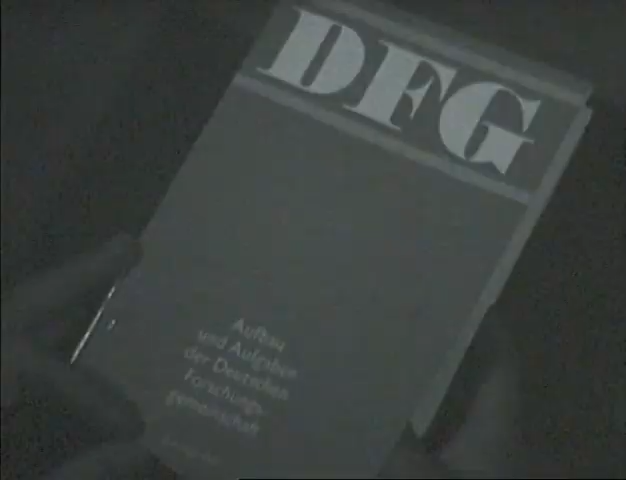 DFG
Aufbau
und Aufgaben
der Deutschen
Forschungs-
gemeinschaft